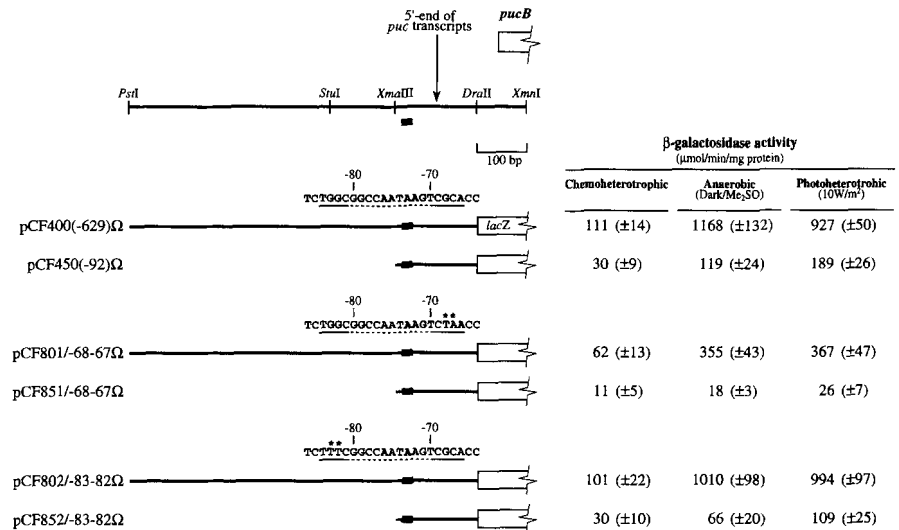 5'-end of
puc transcripts
pucB
PstI StuI XmaIII DraII XmnI
100 bp
β-galactosidase activity
(µmol/min/mg protein)
Chemoheterotrophic Anaerobic (Dark/Me2SO) Photoheterotrohic (10W/m2)
-80 -70
TCTGGCGGCCAATAAGTCGCACC
pCF400(-629)Ω lacZ 111 (±14) 1168 (±132) 927 (±50)
pCF450(-92)Ω 30 (±9) 119 (±24) 189 (±26)
-80 -70
**
TCTGGCGGCCAATAAGTCTAACC
pCF801/-68-67Ω 62 (±13) 355 (±43) 367 (±47)
pCF851/-68-67Ω 11 (±5) 18 (±3) 26 (±7)
-80 -70
**
TCTTTCGGCCAATAAGTCGCACC
pCF802/-83-82Ω 101 (±22) 1010 (±98) 994 (±97)
pCF852/-83-82Ω 30 (±10) 66 (±20) 109 (±25)